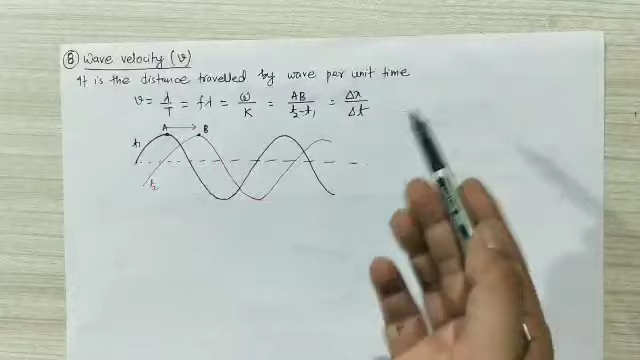 ⑧ Wave velocity (v)
It is the distance travelled by wave per unit time
v = λ/T = fλ = ω/K = AB/t₂-t₁ = Δx/Δt
A B
t₁
t₂